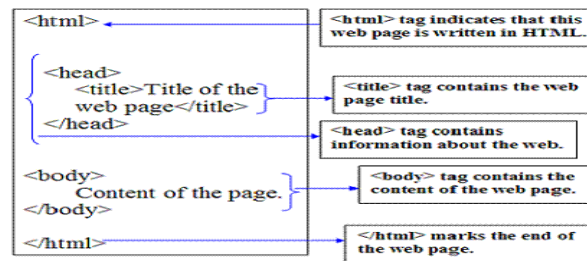 <html>
<html> tag indicates that this
web page is written in HTML.
<head>
<title>Title of the
web page</title>
</head>
<title> tag contains the web
page title.
<head> tag contains
information about the web.
<body>
Content of the page.
</body>
<body> tag contains the
content of the web page.
</html>
</html> marks the end of
the web page.